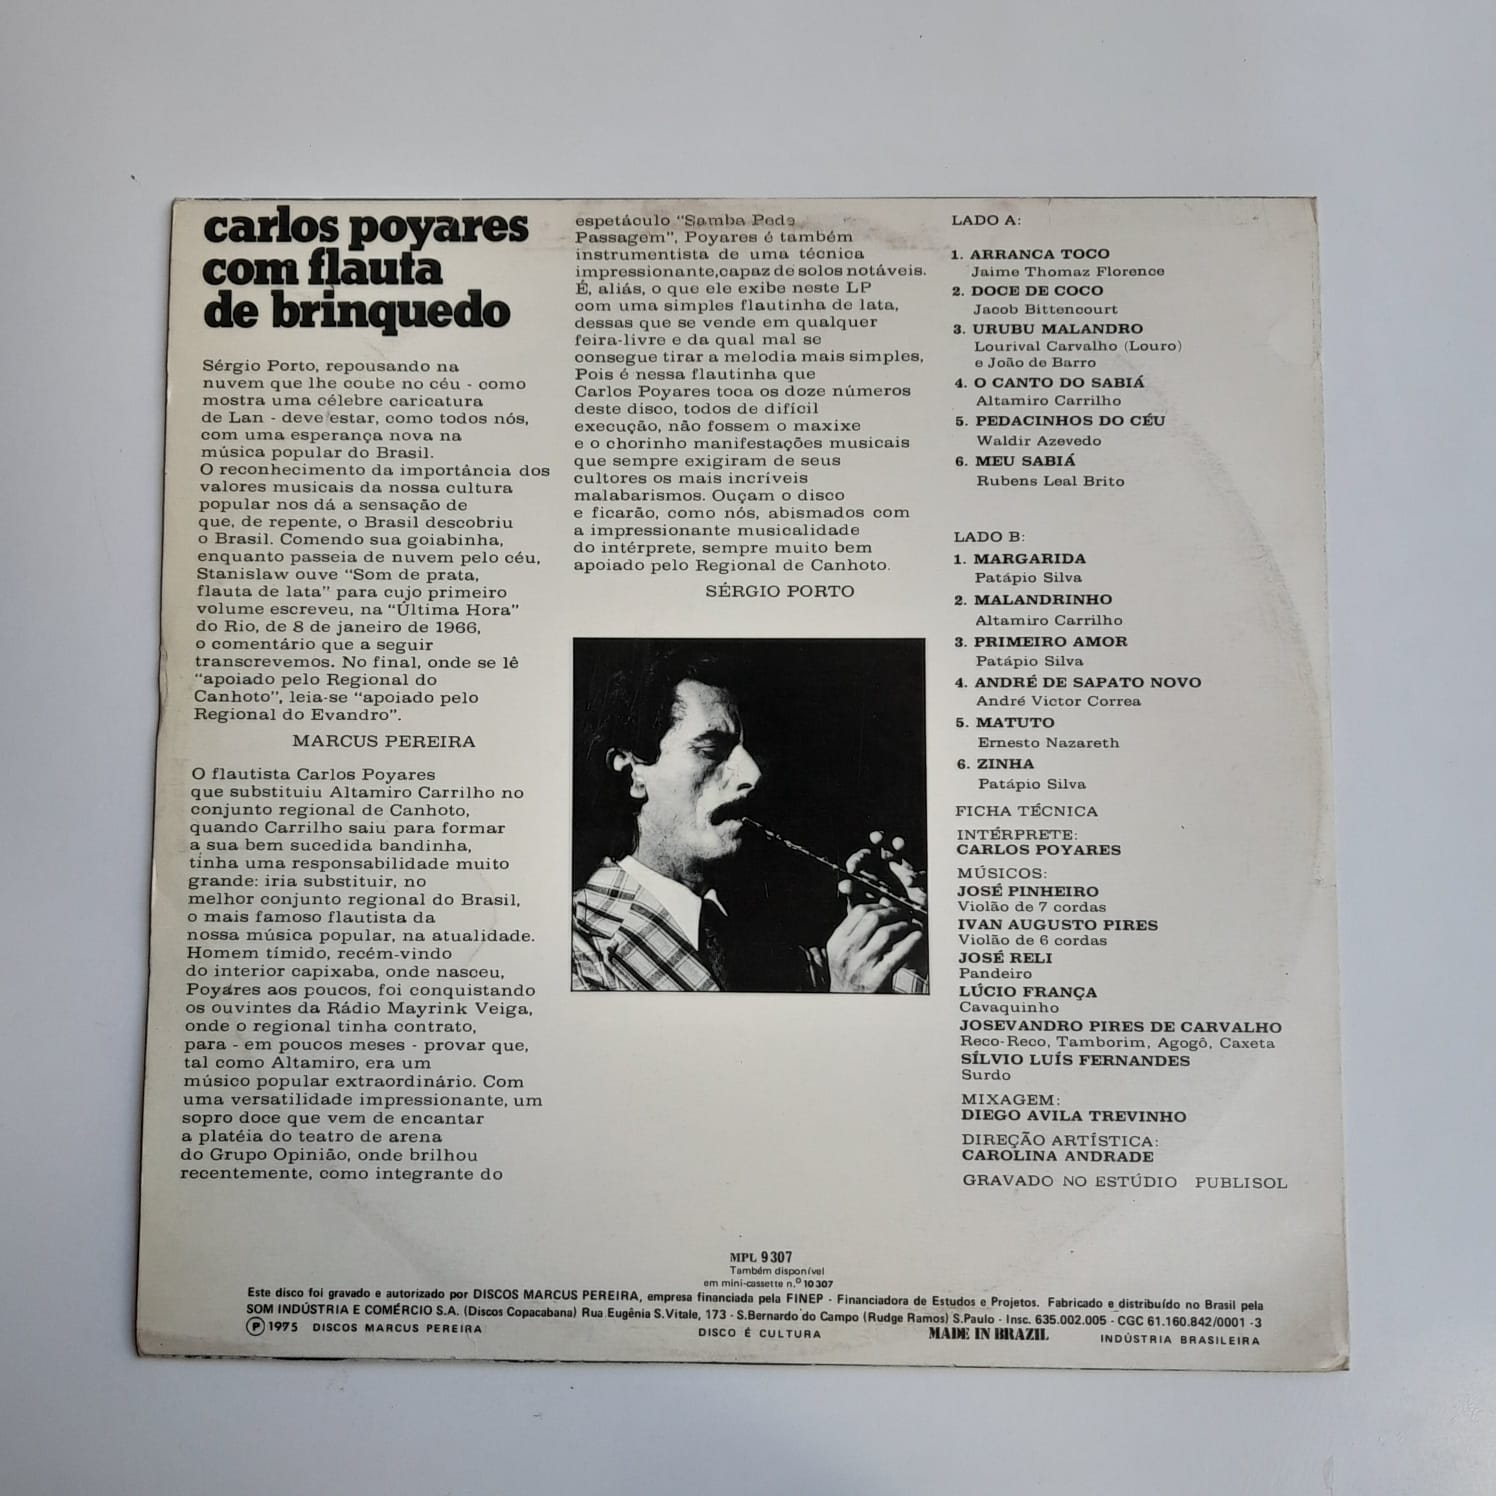 carlos poyares
com flauta
de brinquedo
Sérgio Porto, repousando na
nuvem que lhe coube no céu - como
mostra uma célebre caricatura
de Lan - deve estar, como todos nós,
com uma esperança nova na
música popular do Brasil.
O reconhecimento da importância dos
valores musicais da nossa cultura
popular nos dá a sensação de
que, de repente, o Brasil descobriu
o Brasil. Comendo sua goiabinha,
enquanto passeia de nuvem pelo céu,
Stanislaw ouve "Som de prata,
flauta de lata" para cujo primeiro
volume escreveu, na "Última Hora"
do Rio, de 8 de janeiro de 1966,
o comentário que a seguir
transcrevemos. No final, onde se lê
"apoiado pelo Regional do
Canhoto", leia-se "apoiado pelo
Regional do Evandro".
MARCUS PEREIRA
O flautista Carlos Poyares
que substituiu Altamiro Carrilho no
conjunto regional de Canhoto,
quando Carrilho saiu para formar
a sua bem sucedida bandinha,
tinha uma responsabilidade muito
grande: iria substituir, no
melhor conjunto regional do Brasil,
o mais famoso flautista da
nossa música popular, na atualidade.
Homem tímido, recém-vindo
do interior capixaba, onde nasceu,
Poyares aos poucos, foi conquistando
os ouvintes da Rádio Mayrink Veiga,
onde o regional tinha contrato,
para - em poucos meses - provar que,
tal como Altamiro, era um
músico popular extraordinário. Com
uma versatilidade impressionante, um
sopro doce que vem de encantar
a platéia do teatro de arena
do Grupo Opinião, onde brilhou
recentemente, como integrante do
espetáculo "Samba Pede
Passagem", Poyares é também
instrumentista de uma técnica
impressionante,capaz de solos notáveis.
É, aliás, o que ele exibe neste LP
com uma simples flautinha de lata,
dessas que se vende em qualquer
feira-livre e da qual mal se
consegue tirar a melodia mais simples,
Pois é nessa flautinha que
Carlos Poyares toca os doze números
deste disco, todos de difícil
execução, não fossem o maxixe
e o chorinho manifestações musicais
que sempre exigiram de seus
cultores os mais incríveis
malabarismos. Ouçam o disco
e ficarão, como nós, abismados com
a impressionante musicalidade
do intérprete, sempre muito bem
apoiado pelo Regional de Canhoto.
SÉRGIO PORTO
LADO A:
1. ARRANCA TOCO
Jaime Thomaz Florence
2. DOCE DE COCO
Jacob Bittencourt
3. URUBU MALANDRO
Lourival Carvalho (Louro)
e João de Barro
4. O CANTO DO SABIÁ
Altamiro Carrilho
5. PEDACINHOS DO CÉU
Waldir Azevedo
6. MEU SABIÁ
Rubens Leal Brito
LADO B:
1. MARGARIDA
Patápio Silva
2. MALANDRINHO
Altamiro Carrilho
3. PRIMEIRO AMOR
Patápio Silva
4. ANDRÉ DE SAPATO NOVO
André Victor Correa
5. MATUTO
Ernesto Nazareth
6. ZINHA
Patápio Silva
FICHA TÉCNICA
INTÉRPRETE:
CARLOS POYARES
MÚSICOS:
JOSÉ PINHEIRO
Violão de 7 cordas
IVAN AUGUSTO PIRES
Violão de 6 cordas
JOSÉ RELI
Pandeiro
LÚCIO FRANÇA
Cavaquinho
JOSEVANDRO PIRES DE CARVALHO
Reco-Reco, Tamborim, Agogô, Caxeta
SÍLVIO LUÍS FERNANDES
Surdo
MIXAGEM:
DIEGO AVILA TREVINHO
DIREÇÃO ARTÍSTICA:
CAROLINA ANDRADE
GRAVADO NO ESTÚDIO PUBLISOL
MPL 9307
Também disponível
em mini-cassette n.º 10307
Este disco foi gravado e autorizado por DISCOS MARCUS PEREIRA, empresa financiada pela FINEP - Financiadora de Estudos e Projetos. Fabricado e distribuído no Brasil pela
SOM INDÚSTRIA E COMÉRCIO S.A. (Discos Copacabana) Rua Eugênia S.Vitale, 173 - S.Bernardo do Campo (Rudge Ramos) S.Paulo - Insc. 635.002.005 - CGC 61.160.842/0001 -3
Ⓟ 1975 DISCOS MARCUS PEREIRA DISCO É CULTURA MADE IN BRAZIL INDÚSTRIA BRASILEIRA